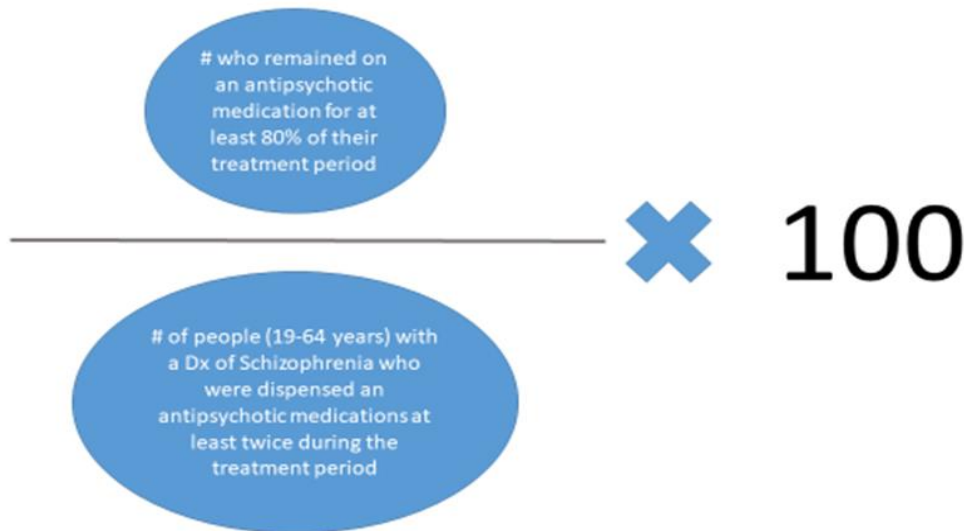 # who remained on
an antipsychotic
medication for at
least 80% of their
treatment period
100
# of people (19-64 years) with
a Dx of Schizophrenia who
were dispensed an
antipsychotic medications at
least twice during the
treatment period